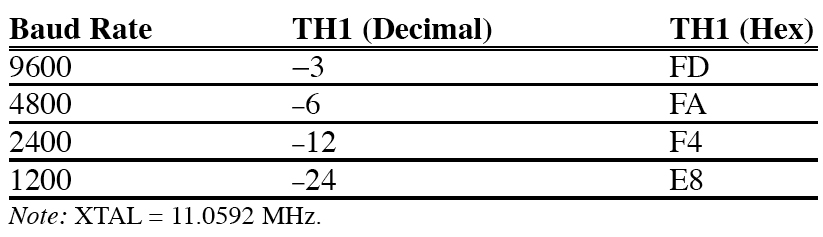 Baud Rate TH1 (Decimal) TH1 (Hex)
9600 –3 FD
4800 –6 FA
2400 –12 F4
1200 –24 E8
Note: XTAL = 11.0592 MHz.